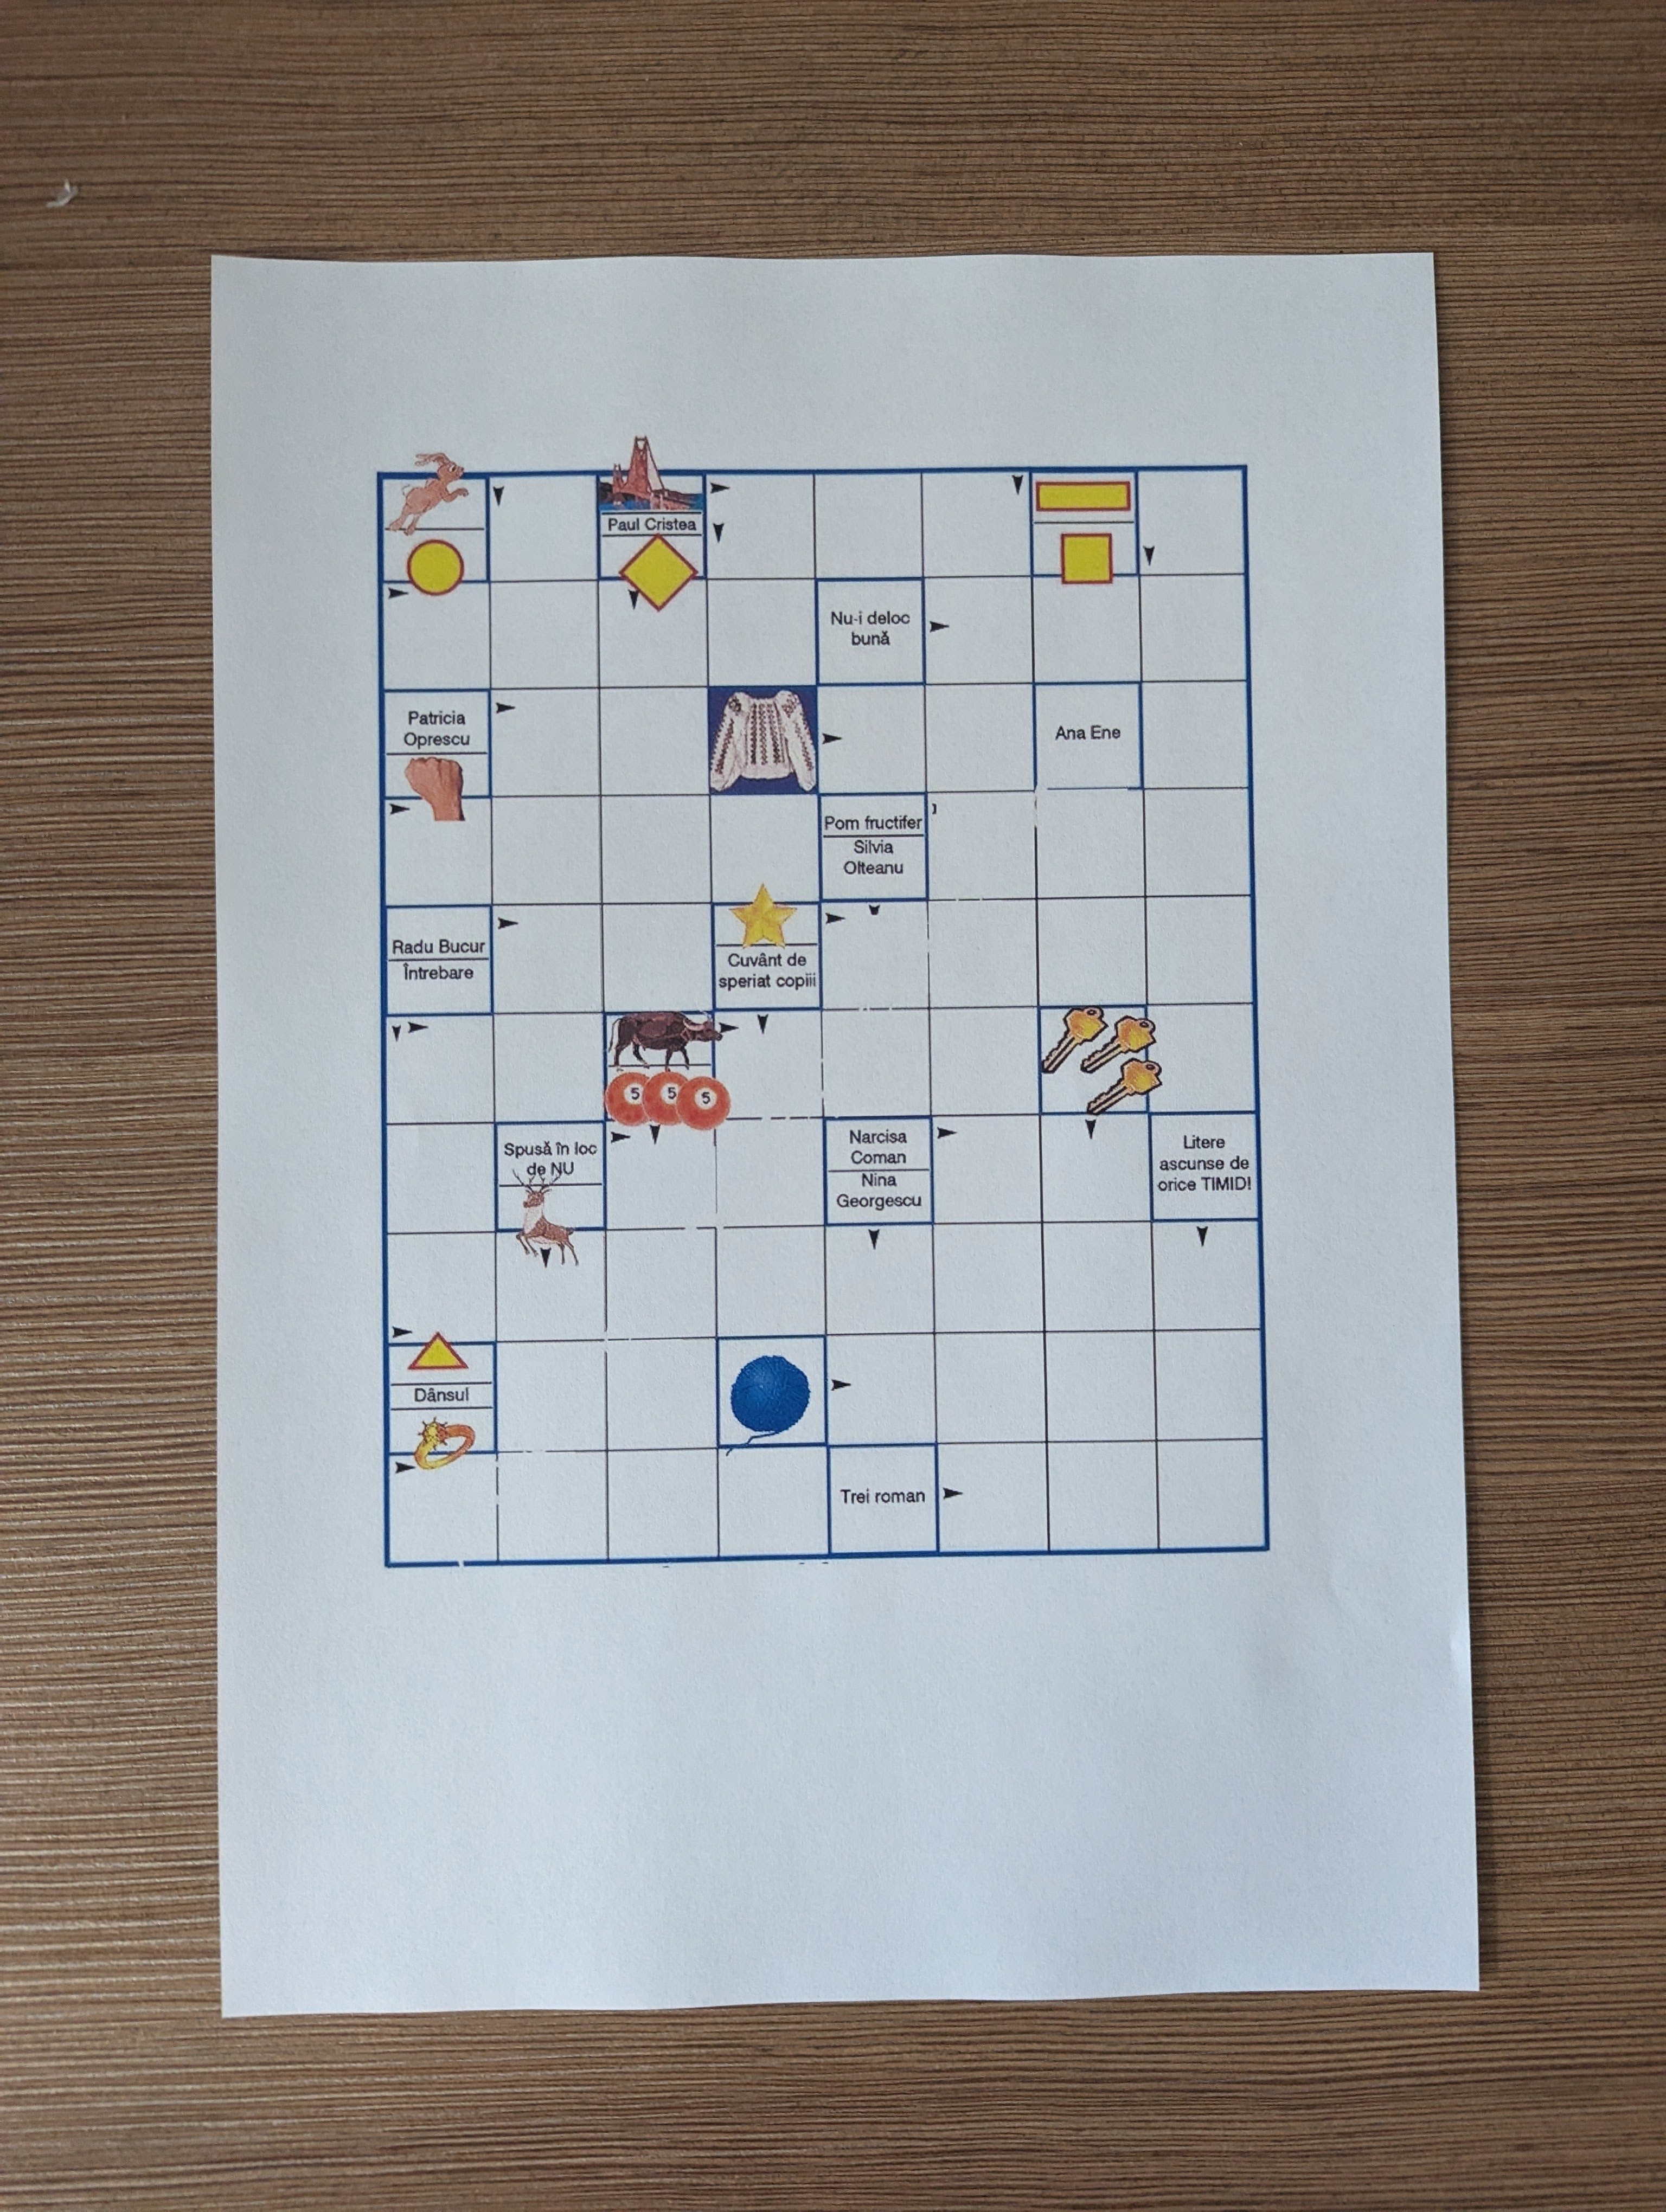 Paul Cristea
Nu-i deloc
bună
Patricia
Oprescu
Ana Ene
Pom fructifer
Silvia
Olteanu
Radu Bucur
Întrebare
Cuvânt de
speriat copiii
5 5 5
Spusă în loc
de NU
Narcisa
Coman
Nina
Georgescu
Litere
ascunse de
orice TIMID!
Dânsul
Trei roman